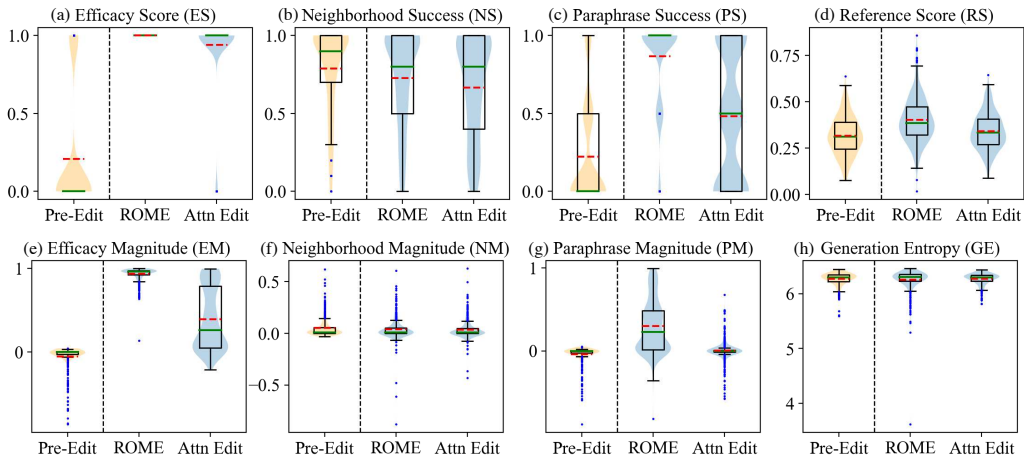 (a) Efficacy Score (ES)
1.0
0.5
0.0
Pre-Edit ROME Attn Edit
(b) Neighborhood Success (NS)
1.0
0.5
0.0
Pre-Edit ROME Attn Edit
(c) Paraphrase Success (PS)
1.0
0.5
0.0
Pre-Edit ROME Attn Edit
(d) Reference Score (RS)
0.75
0.50
0.25
0.00
Pre-Edit ROME Attn Edit
(e) Efficacy Magnitude (EM)
1
0
Pre-Edit ROME Attn Edit
(f) Neighborhood Magnitude (NM)
0.5
0.0
−0.5
Pre-Edit ROME Attn Edit
(g) Paraphrase Magnitude (PM)
1
0
Pre-Edit ROME Attn Edit
(h) Generation Entropy (GE)
6
5
4
Pre-Edit ROME Attn Edit